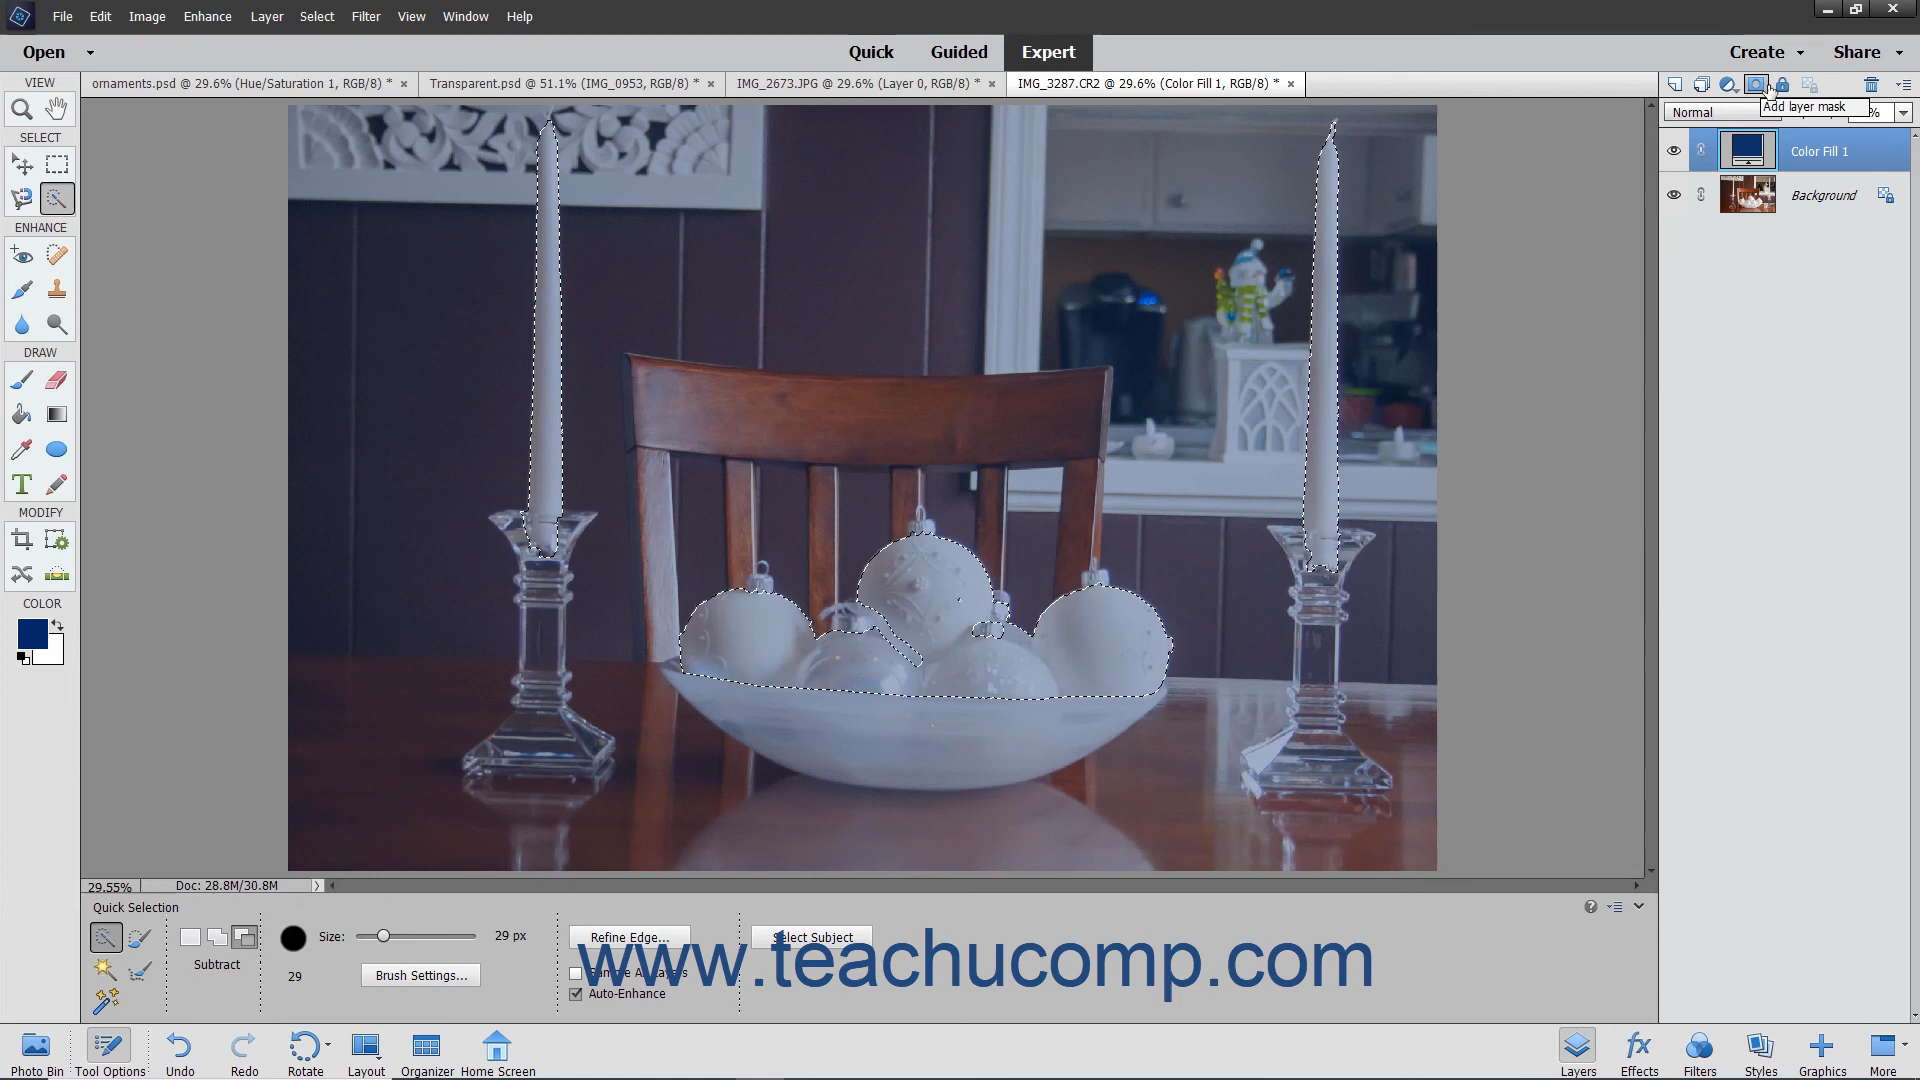 File Edit Image Enhance Layer Select Filter View Window Help
Open Quick Guided Expert Create Share
VIEW
ornaments.psd @ 29.6% (Hue/Saturation 1, RGB/8) * Transparent.psd @ 51.1% (IMG_0953, RGB/8) * IMG_2673.JPG @ 29.6% (Layer 0, RGB/8) * IMG_3287.CR2 @ 29.6% (Color Fill 1, RGB/8) *
Add layer mask
Normal %
SELECT
Color Fill 1
Background
ENHANCE
DRAW
MODIFY
COLOR
29.55% Doc: 28.8M/30.8M
Quick Selection
Size: 29 px Refine Edge... Select Subject
Subtract 29 Brush Settings... Sample All Layers
Auto-Enhance
www.teachucomp.com
Photo Bin Tool Options Undo Redo Rotate Layout Organizer Home Screen Layers Effects Filters Styles Graphics More